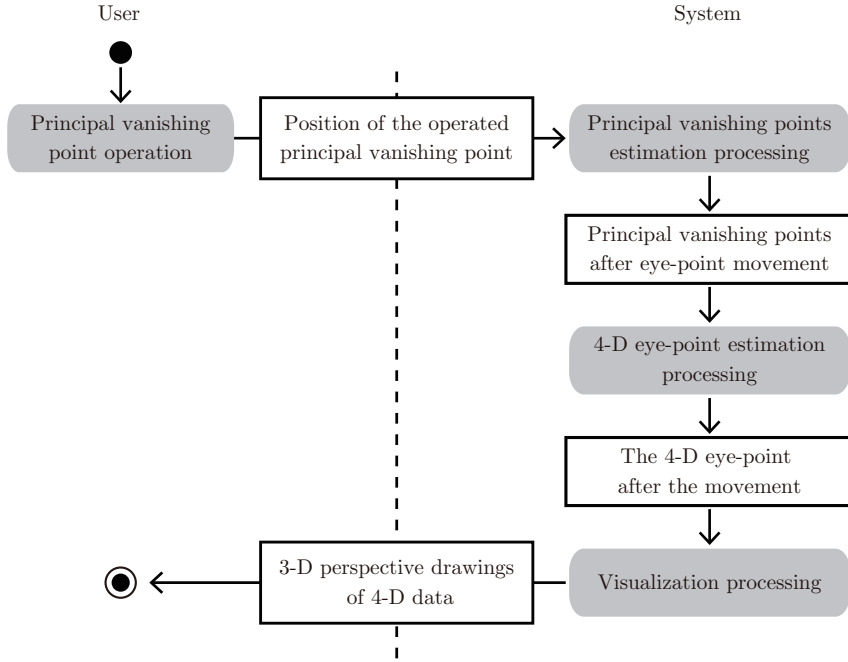 User
System
Principal vanishing
point operation
Position of the operated
principal vanishing point
Principal vanishing points
estimation processing
Principal vanishing points
after eye-point movement
4-D eye-point estimation
processing
The 4-D eye-point
after the movement
3-D perspective drawings
of 4-D data
Visualization processing